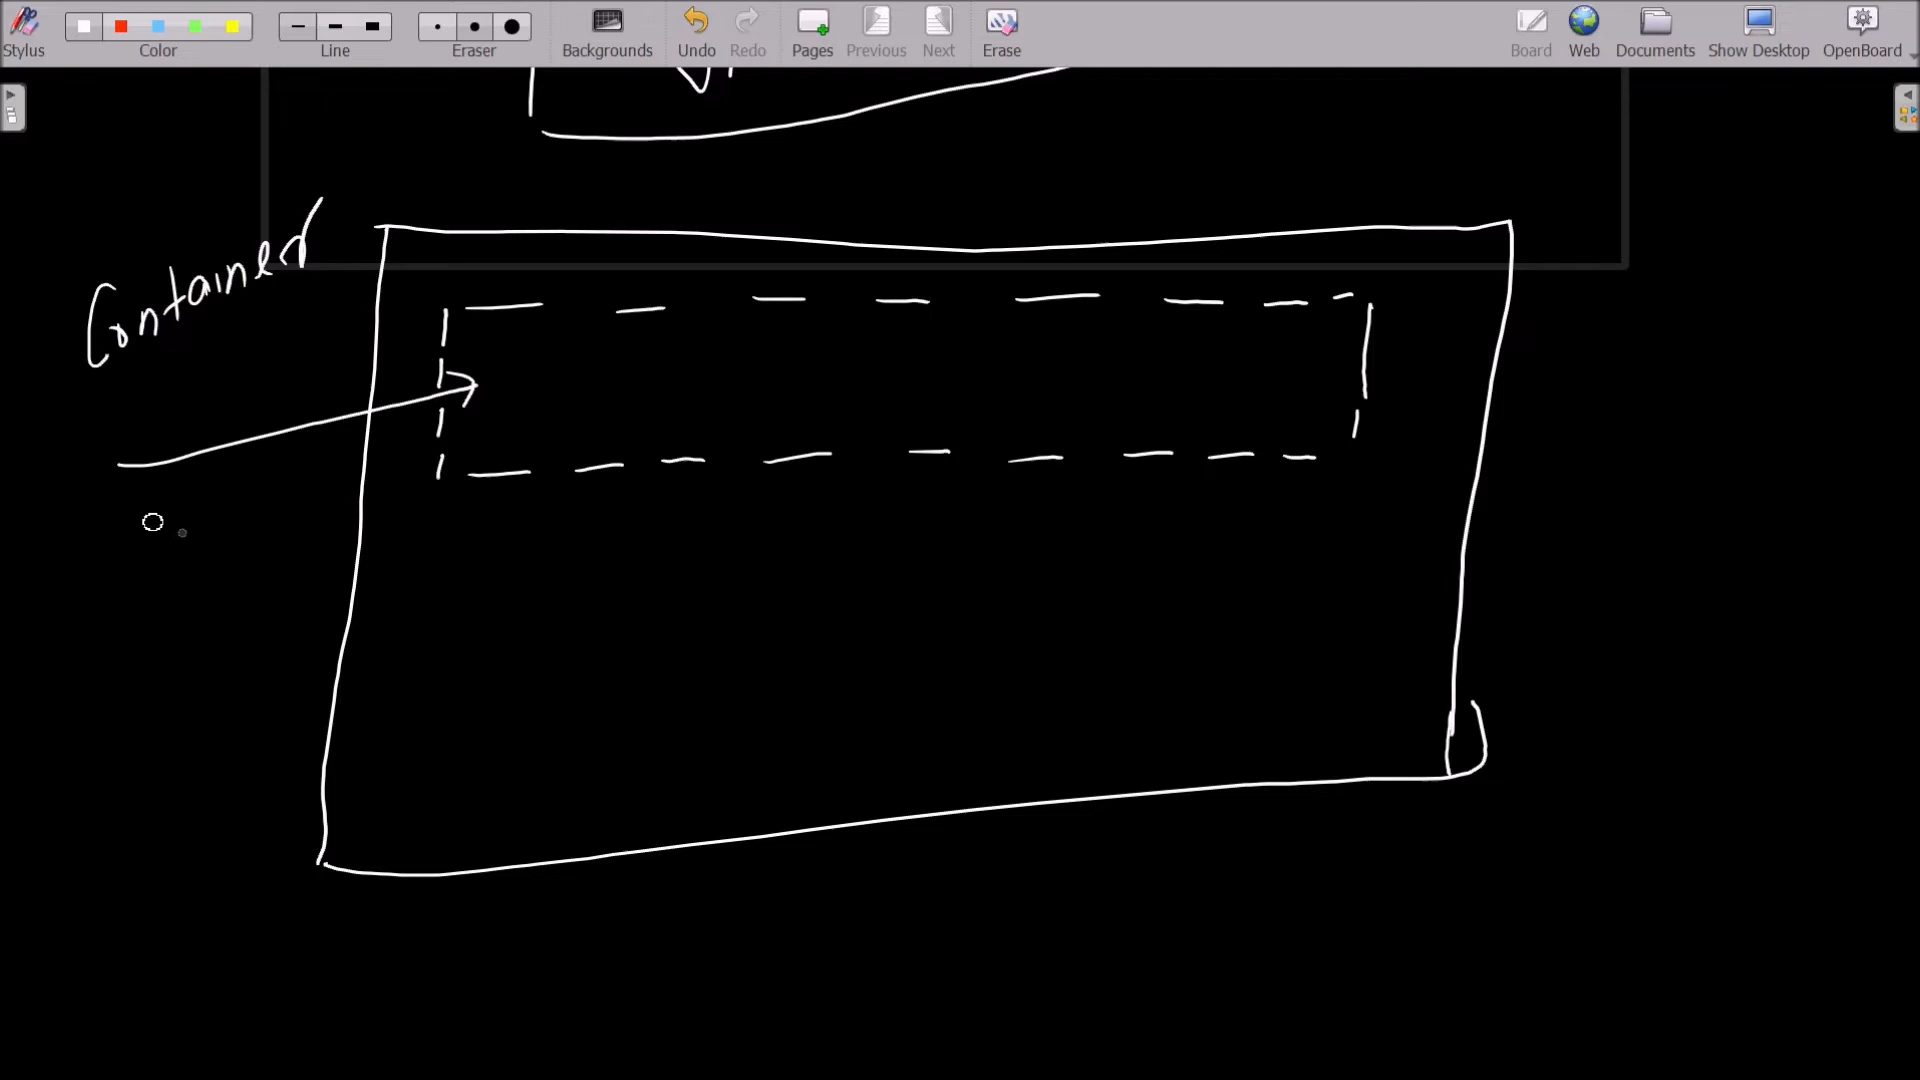 Stylus
Color
Line
Eraser
Backgrounds
Undo
Redo
Pages
Previous
Next
Erase
Board
Web
Documents
Show Desktop
OpenBoard
Container